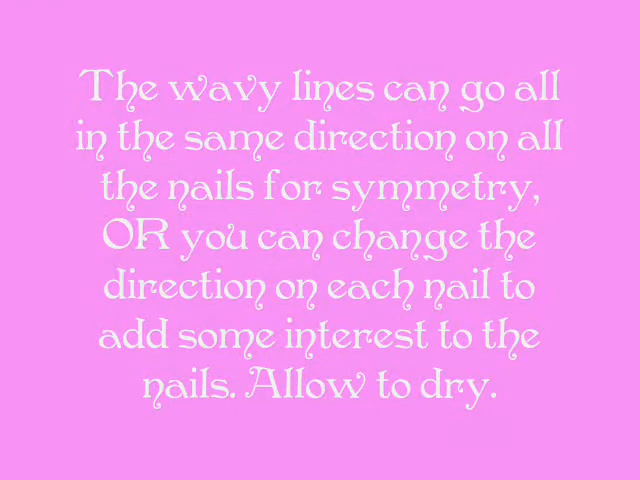 The wavy lines can go all
in the same direction on all
the nails for symmetry,
OR you can change the
direction on each nail to
add some interest to the
nails. Allow to dry.